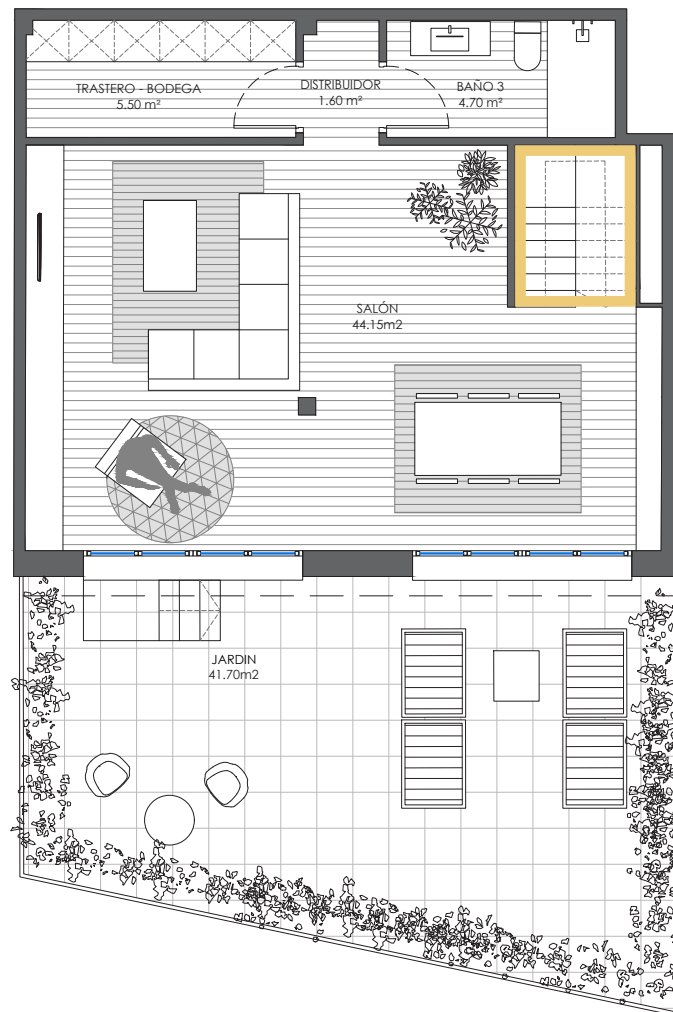 TRASTERO - BODEGA
5.50 m²
DISTRIBUIDOR
1.60 m²
BAÑO 3
4.70 m²
SALÓN
44.15m2
JARDIN
41.70m2